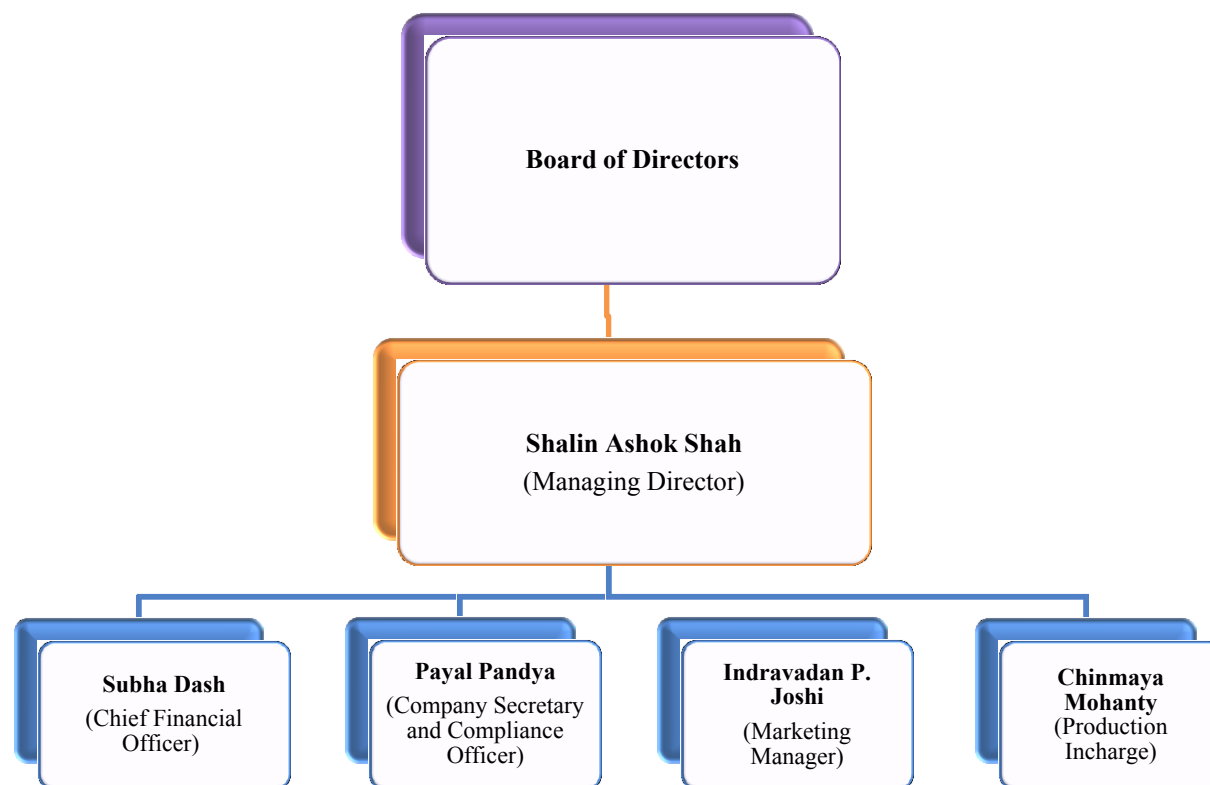 Board of Directors
Shalin Ashok Shah
(Managing Director)
Subha Dash
(Chief Financial
Officer)
Payal Pandya
(Company Secretary
and Compliance
Officer)
Indravadan P.
Joshi
(Marketing
Manager)
Chinmaya
Mohanty
(Production
Incharge)